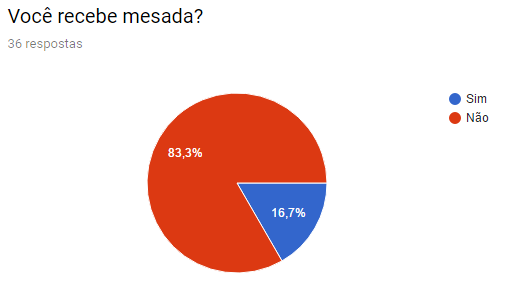 Você recebe mesada?
36 respostas
Sim
Não
83,3%
16,7%